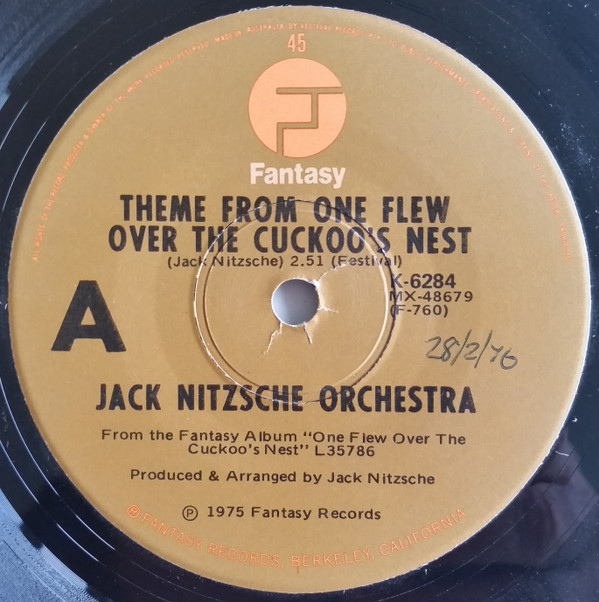 45
Fantasy
THEME FROM ONE FLEW
OVER THE CUCKOO'S NEST
(Jack Nitzsche) 2.51 (Festival)
K-6284
MX-48679
(F-760)
A
28/2/76
JACK NITZSCHE ORCHESTRA
From the Fantasy Album "One Flew Over The
Cuckoo's Nest" L35786
Produced & Arranged by Jack Nitzsche
℗ 1975 Fantasy Records
® FANTASY RECORDS, BERKELEY, CALIFORNIA